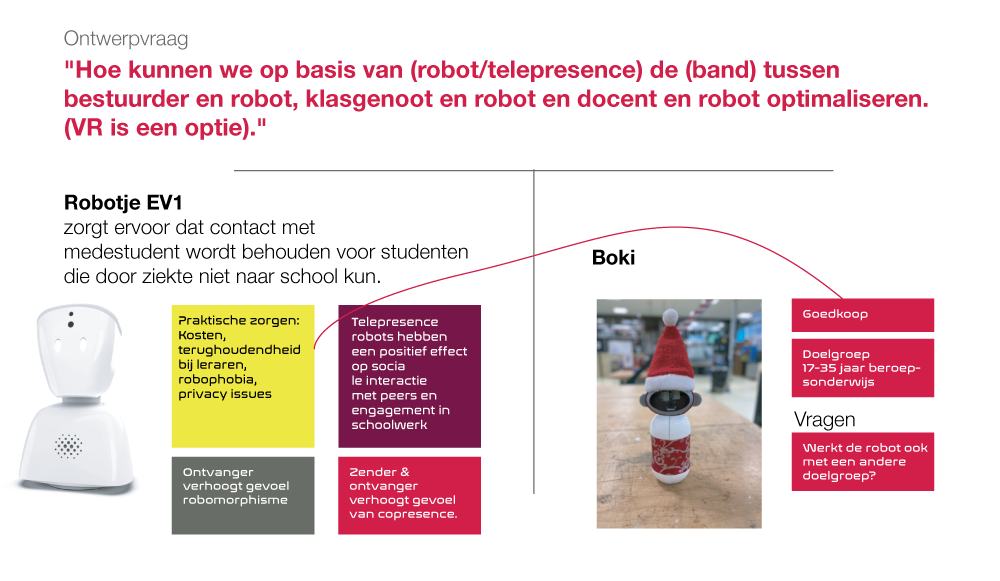 Ontwerpvraag
"Hoe kunnen we op basis van (robot/telepresence) de (band) tussen
bestuurder en robot, klasgenoot en robot en docent en robot optimaliseren.
(VR is een optie)."
Robotje EV1
zorgt ervoor dat contact met
medestudent wordt behouden voor studenten
die door ziekte niet naar school kun.
Praktische zorgen:
Kosten,
terughoudendheid
bij leraren,
robophobia,
privacy issues
Telepresence
robots hebben
een positief effect
op socia
le interactie
met peers en
engagement in
schoolwerk
Ontvanger
verhoogt gevoel
robomorphisme
Zender &
ontvanger
verhoogt gevoel
van copresence.
Boki
Goedkoop
Doelgroep
17-35 jaar beroep-
sonderwijs
Vragen
Werkt de robot ook
met een andere
doelgroep?